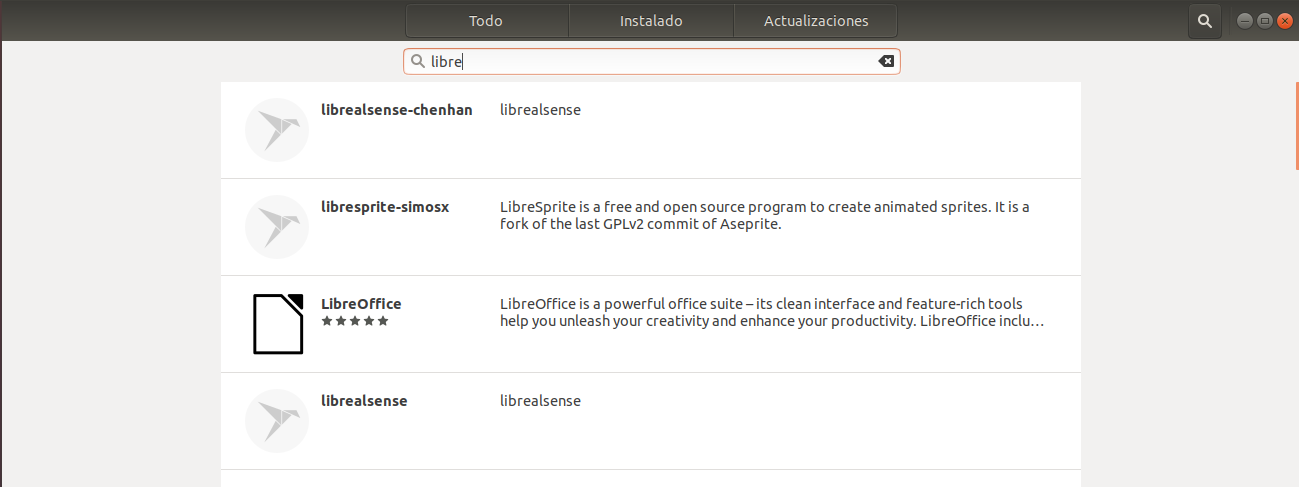 Todo Instalado Actualizaciones
libre
librealsense-chenhan librealsense
libresprite-simosx LibreSprite is a free and open source program to create animated sprites. It is a
fork of the last GPLv2 commit of Aseprite.
LibreOffice LibreOffice is a powerful office suite – its clean interface and feature-rich tools
help you unleash your creativity and enhance your productivity. LibreOffice inclu…
librealsense librealsense